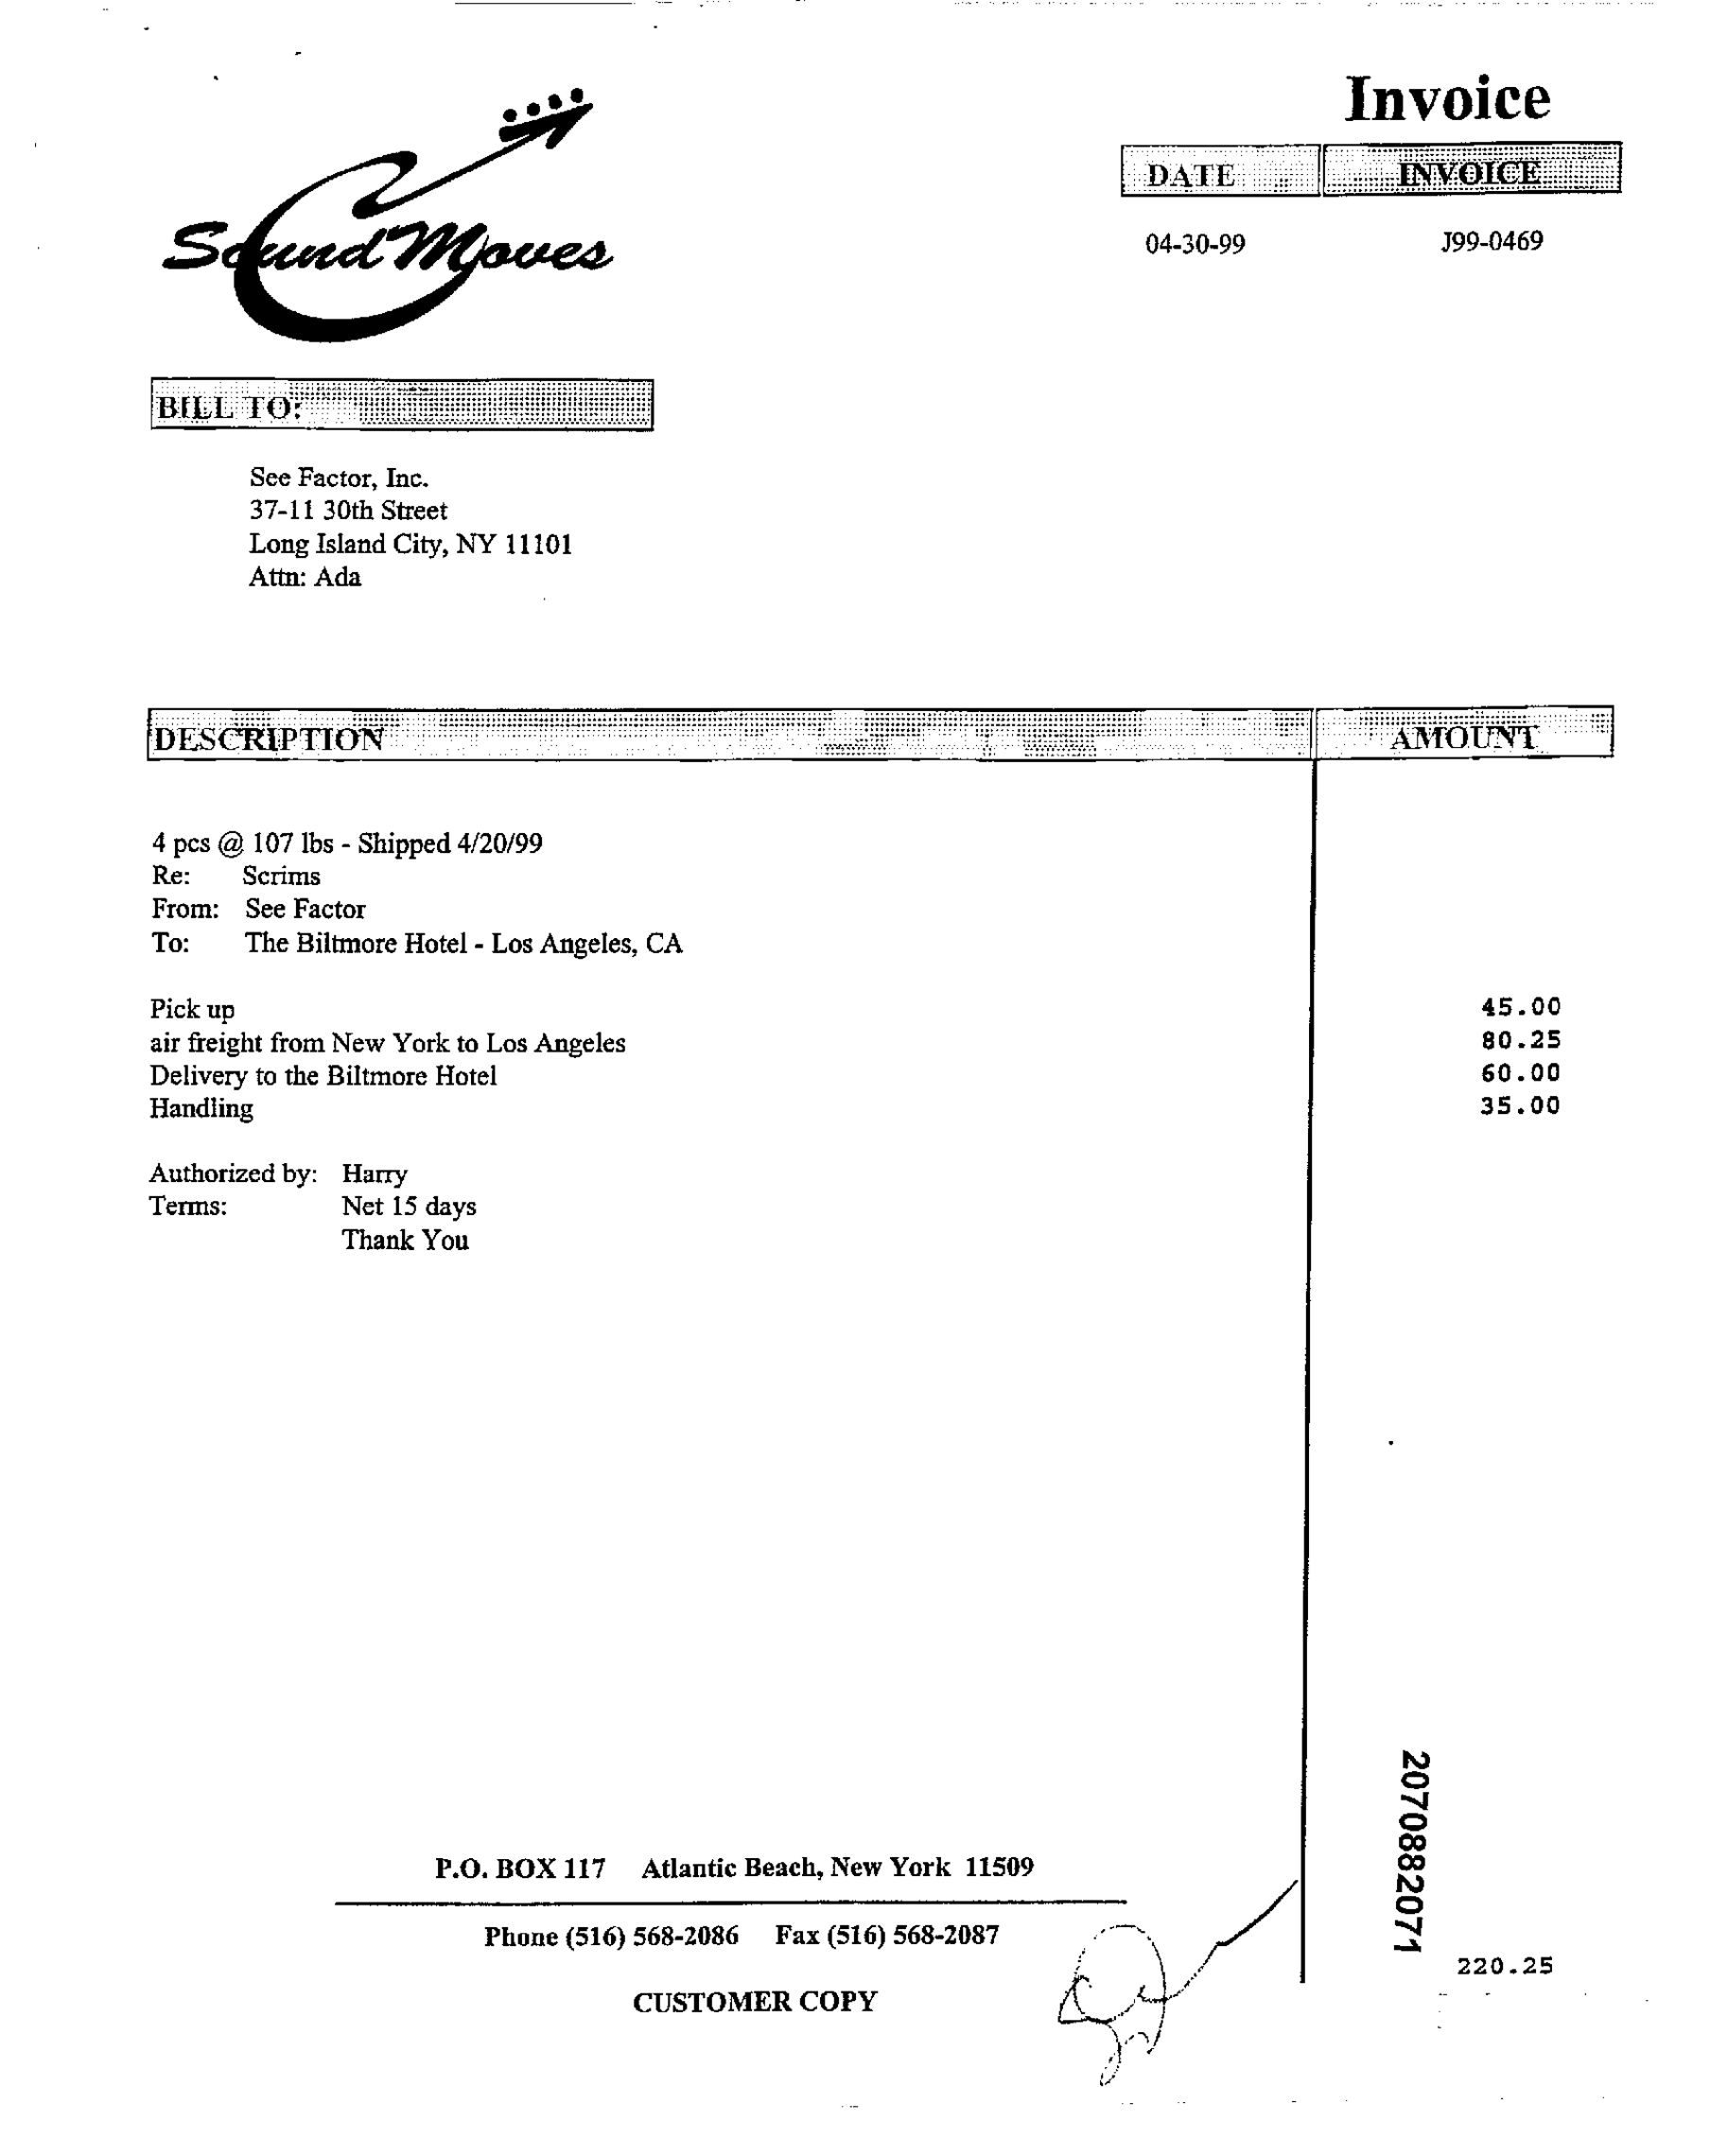 Invoice
Sound Moves
DATE INVOICE
04-30-99 J99-0469
BILL TO:
See Factor, Inc.
37-11 30th Street
Long Island City, NY 11101
Attn: Ada
DESCRIPTION AMOUNT
4 pcs @ 107 lbs - Shipped 4/20/99
Re: Scrims
From: See Factor
To: The Biltmore Hotel - Los Angeles, CA
Pick up 45.00
air freight from New York to Los Angeles 80.25
Delivery to the Biltmore Hotel 60.00
Handling 35.00
Authorized by: Harry
Terms: Net 15 days
Thank You
P.O. BOX 117 Atlantic Beach, New York 11509
Phone (516) 568-2086 Fax (516) 568-2087
CUSTOMER COPY
2070882071
220.25